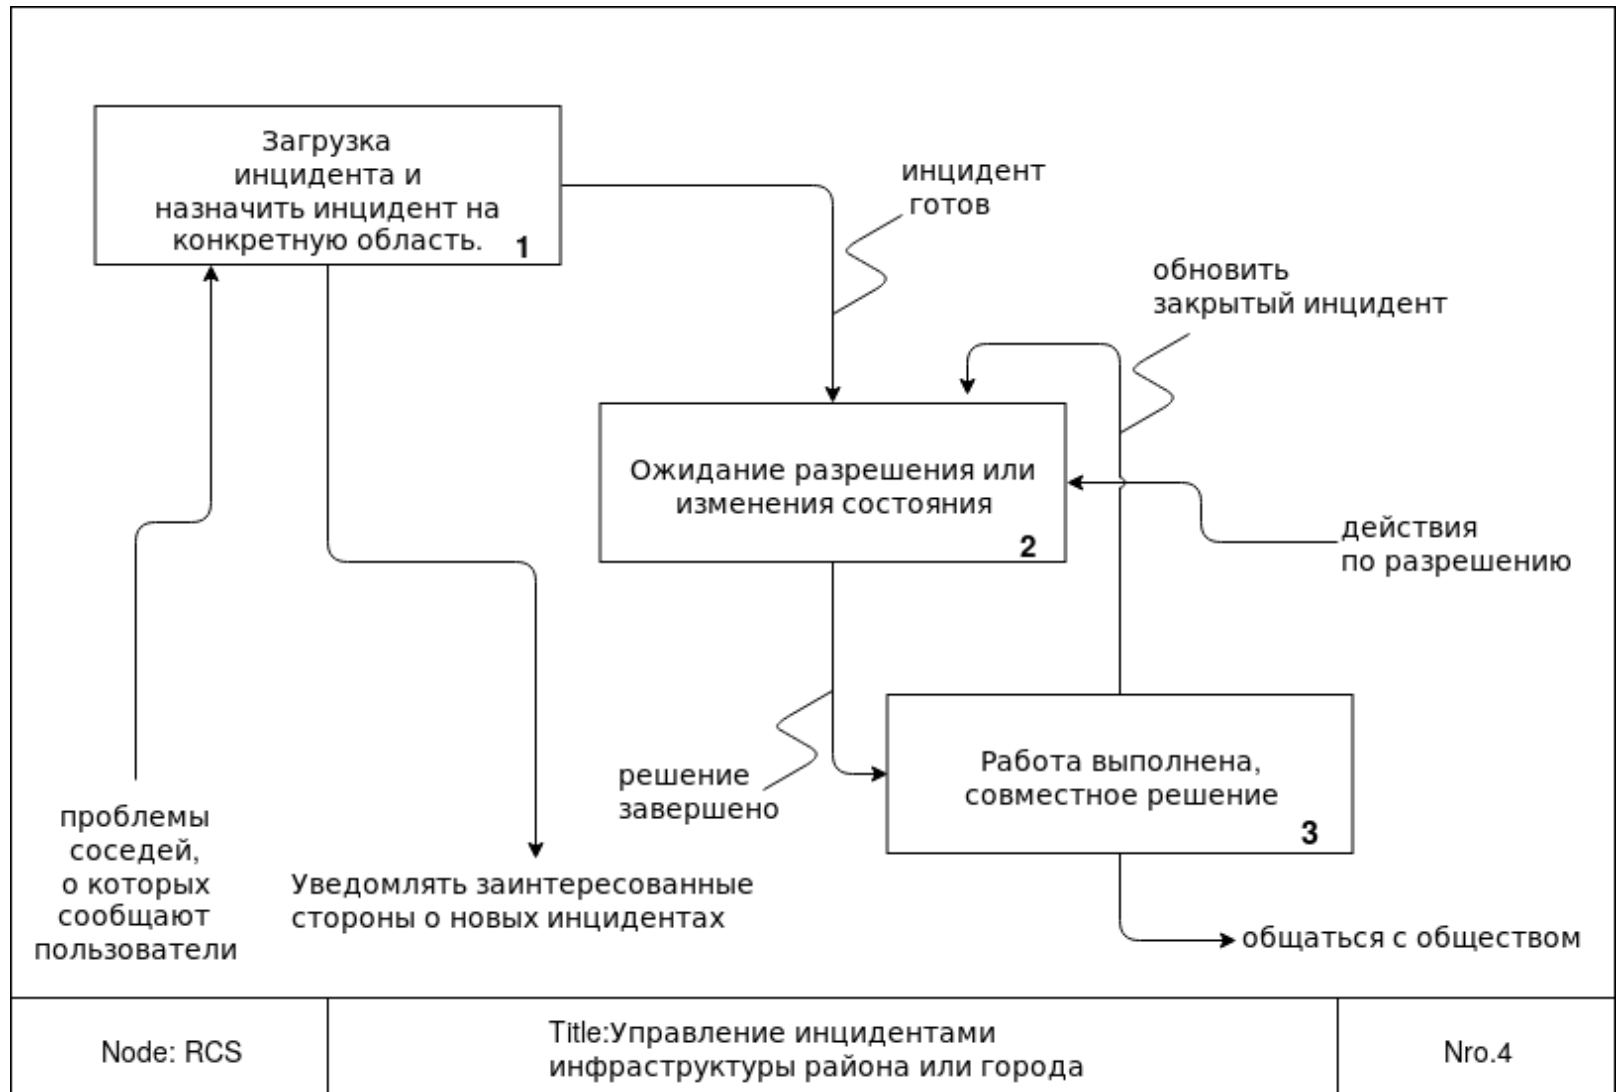 Загрузка
инцидента и
назначить инцидент на
конкретную область.
1
инцидент
готов
обновить
закрытый инцидент
Ожидание разрешения или
изменения состояния
2
действия
по разрешению
решение
завершено
Работа выполнена,
совместное решение
3
проблемы
соседей,
о которых
сообщают
пользователи
Уведомлять заинтересованные
стороны о новых инцидентах
общаться с обществом
Node: RCS
Title:Управление инцидентами
инфраструктуры района или города
Nro.4